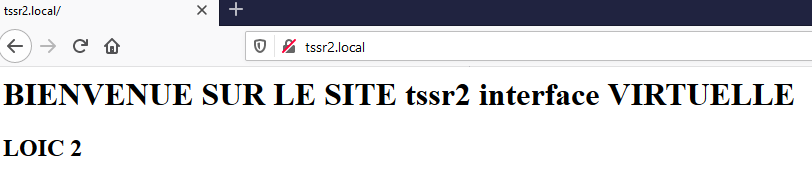 tssr2.local/
tssr2.local
BIENVENUE SUR LE SITE tssr2 interface VIRTUELLE
LOIC 2